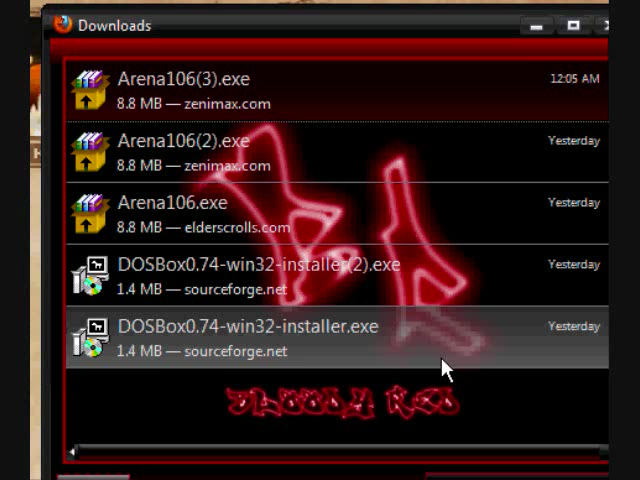 Downloads
Arena106(3).exe
12:05 AM
8.8 MB — zenimax.com
Arena106(2).exe
Yesterday
8.8 MB — zenimax.com
Arena106.exe
Yesterday
8.8 MB — elderscrolls.com
DOSBox0.74-win32-installer(2).exe
Yesterday
1.4 MB — sourceforge.net
DOSBox0.74-win32-installer.exe
Yesterday
1.4 MB — sourceforge.net
BLOODY RED